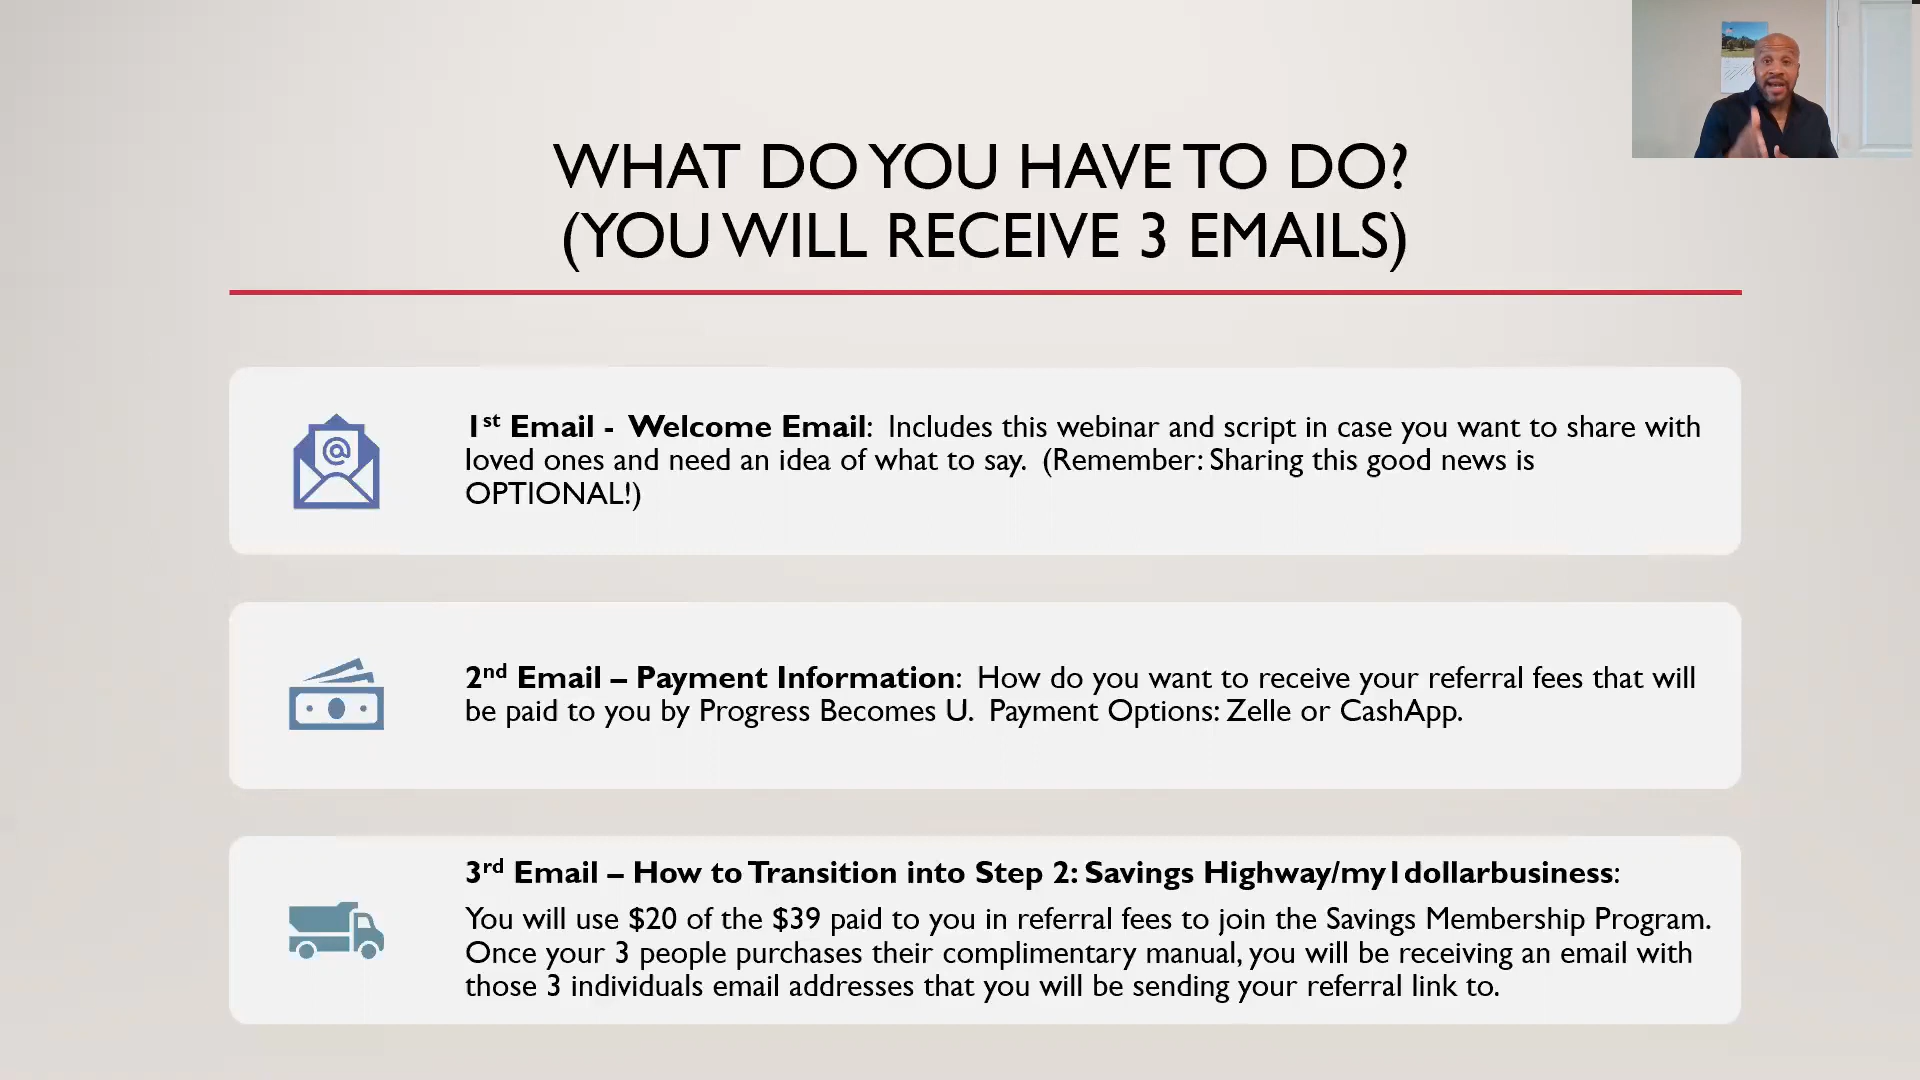 WHAT DO YOU HAVE TO DO?
(YOU WILL RECEIVE 3 EMAILS)
1st Email - Welcome Email: Includes this webinar and script in case you want to share with
loved ones and need an idea of what to say. (Remember: Sharing this good news is
OPTIONAL!)
2nd Email – Payment Information: How do you want to receive your referral fees that will
be paid to you by Progress Becomes U. Payment Options: Zelle or CashApp.
3rd Email – How to Transition into Step 2: Savings Highway/my1dollarbusiness:
You will use $20 of the $39 paid to you in referral fees to join the Savings Membership Program.
Once your 3 people purchases their complimentary manual, you will be receiving an email with
those 3 individuals email addresses that you will be sending your referral link to.